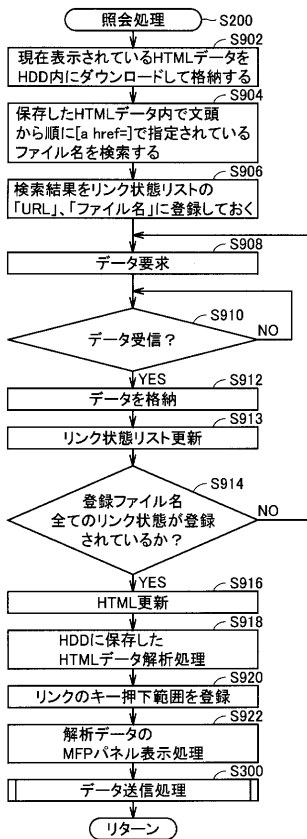 照会処理
S200
S902
現在表示されているHTMLデータを
HDD内にダウンロードして格納する
S904
保存したHTMLデータ内で文頭
から順に[a href=]で指定されている
ファイル名を検索する
S906
検索結果をリンク状態リストの
「URL」、「ファイル名」に登録しておく
S908
データ要求
S910
データ受信?
NO
YES
S912
データを格納
S913
リンク状態リスト更新
S914
登録ファイル名
全てのリンク状態が登録
されているか?
NO
YES
S916
HTML更新
S918
HDDに保存した
HTMLデータ解析処理
S920
リンクのキー押下範囲を登録
S922
解析データの
MFPパネル表示処理
S300
データ送信処理
リターン